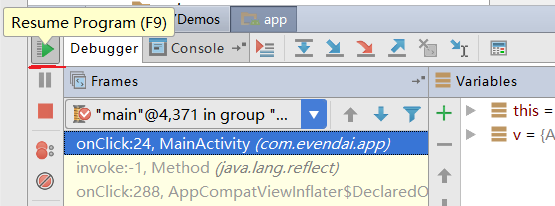 Resume Program (F9)
Demos
app
Debugger
Console
Frames
Variables
"main"@4,371 in group "...
this =
onClick:24, MainActivity (com.evendai.app)
v = {A
invoke:-1, Method (java.lang.reflect)
onClick:288, AppCompatViewInflater$DeclaredO